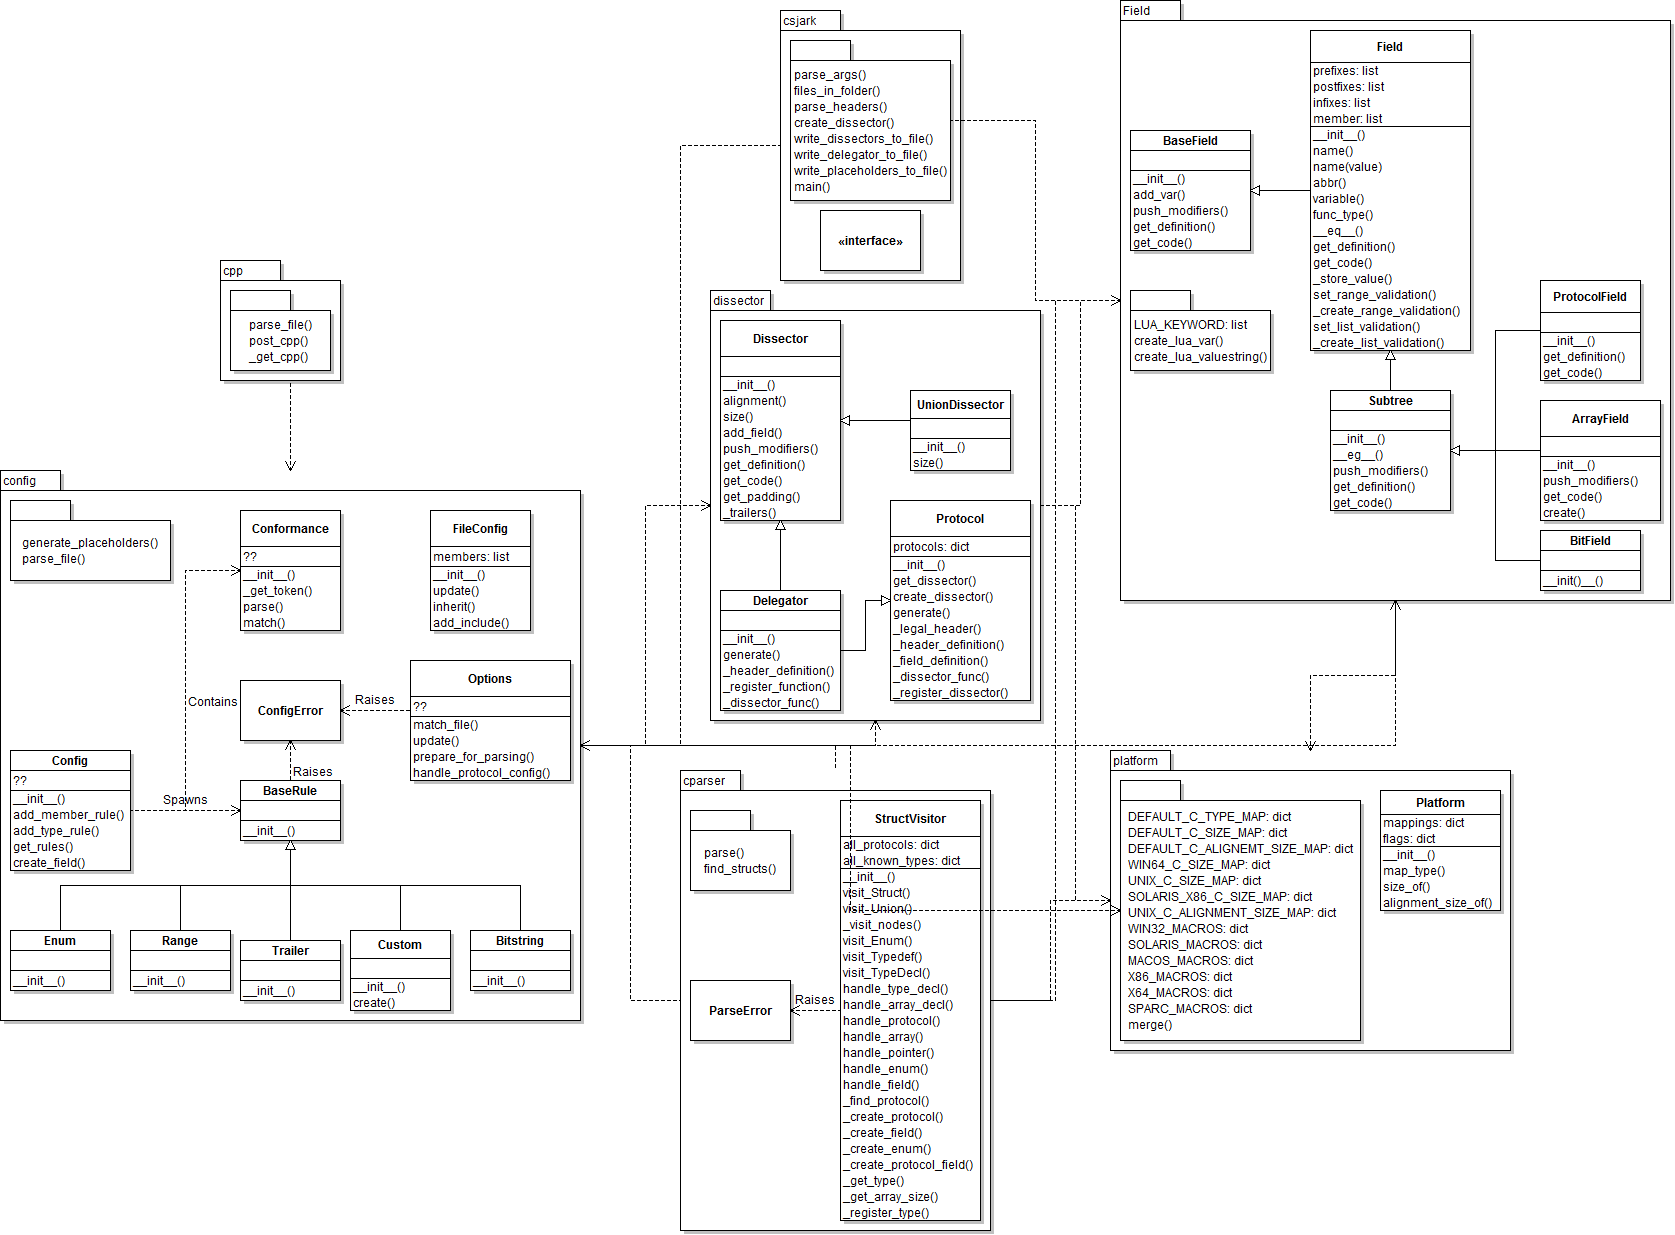 csjark
parse_args()
files_in_folder()
parse_headers()
create_dissector()
write_dissectors_to_file()
write_delegator_to_file()
write_placeholders_to_file()
main()
«interface»
Field
Field
prefixes: list
postfixes: list
infixes: list
member: list
__init__()
name()
name(value)
abbr()
variable()
func_type()
__eq__()
get_definition()
get_code()
_store_value()
set_range_validation()
_create_range_validation()
set_list_validation()
_create_list_validation()
BaseField
__init__()
add_var()
push_modifiers()
get_definition()
get_code()
LUA_KEYWORD: list
create_lua_var()
create_lua_valuestring()
ProtocolField
__init__()
get_definition()
get_code()
Subtree
__init__()
__eg__()
push_modifiers()
get_definition()
get_code()
ArrayField
__init__()
push_modifiers()
get_code()
create()
BitField
__init()__()
cpp
parse_file()
post_cpp()
_get_cpp()
dissector
Dissector
__init__()
alignment()
size()
add_field()
push_modifiers()
get_definition()
get_code()
get_padding()
_trailers()
UnionDissector
__init__()
size()
Protocol
protocols: dict
__init__()
get_dissector()
create_dissector()
generate()
_legal_header()
_header_definition()
_field_definition()
_dissector_func()
_register_dissector()
Delegator
__init__()
generate()
_header_definition()
_register_function()
_dissector_func()
config
generate_placeholders()
parse_file()
Conformance
??
__init__()
_get_token()
parse()
match()
FileConfig
members: list
__init__()
update()
inherit()
add_include()
Options
??
match_file()
update()
prepare_for_parsing()
handle_protocol_config()
Raises
ConfigError
Contains
Raises
Config
??
__init__()
add_member_rule()
add_type_rule()
get_rules()
create_field()
Spawns
BaseRule
__init__()
Enum
__init__()
Range
__init__()
Trailer
__init__()
Custom
__init__()
create()
Bitstring
__init__()
cparser
parse()
find_structs()
StructVisitor
all_protocols: dict
all_known_types: dict
__init__()
visit_Struct()
visit_Union()
_visit_nodes()
visit_Enum()
visit_Typedef()
visit_TypeDecl()
handle_type_decl()
handle_array_decl()
handle_protocol()
handle_array()
handle_pointer()
handle_enum()
handle_field()
_find_protocol()
_create_protocol()
_create_field()
_create_enum()
_create_protocol_field()
_get_type()
_get_array_size()
_register_type()
ParseError
Raises
platform
DEFAULT_C_TYPE_MAP: dict
DEFAULT_C_SIZE_MAP: dict
DEFAULT_C_ALIGNEMT_SIZE_MAP: dict
WIN64_C_SIZE_MAP: dict
UNIX_C_SIZE_MAP: dict
SOLARIS_X86_C_SIZE_MAP: dict
UNIX_C_ALIGNMENT_SIZE_MAP: dict
WIN32_MACROS: dict
SOLARIS_MACROS: dict
MACOS_MACROS: dict
X86_MACROS: dict
X64_MACROS: dict
SPARC_MACROS: dict
merge()
Platform
mappings: dict
flags: dict
__init__()
map_type()
size_of()
alignment_size_of()